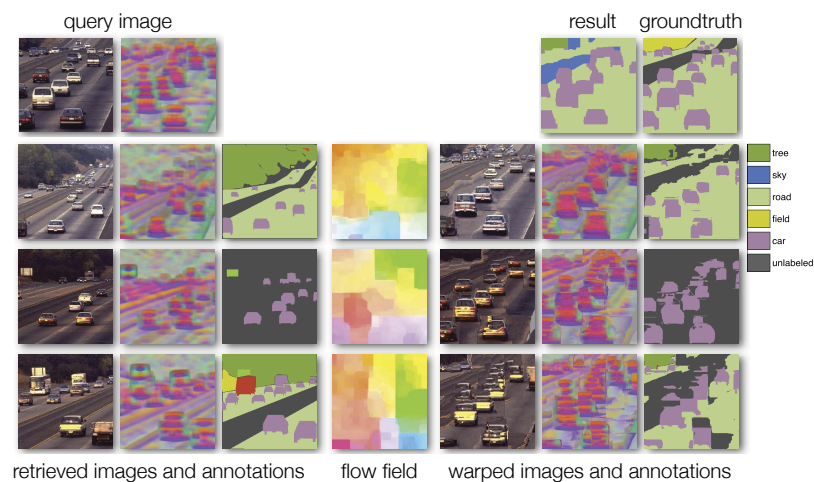 query image
result
groundtruth
tree
sky
road
field
car
unlabeled
retrieved images and annotations
flow field
warped images and annotations